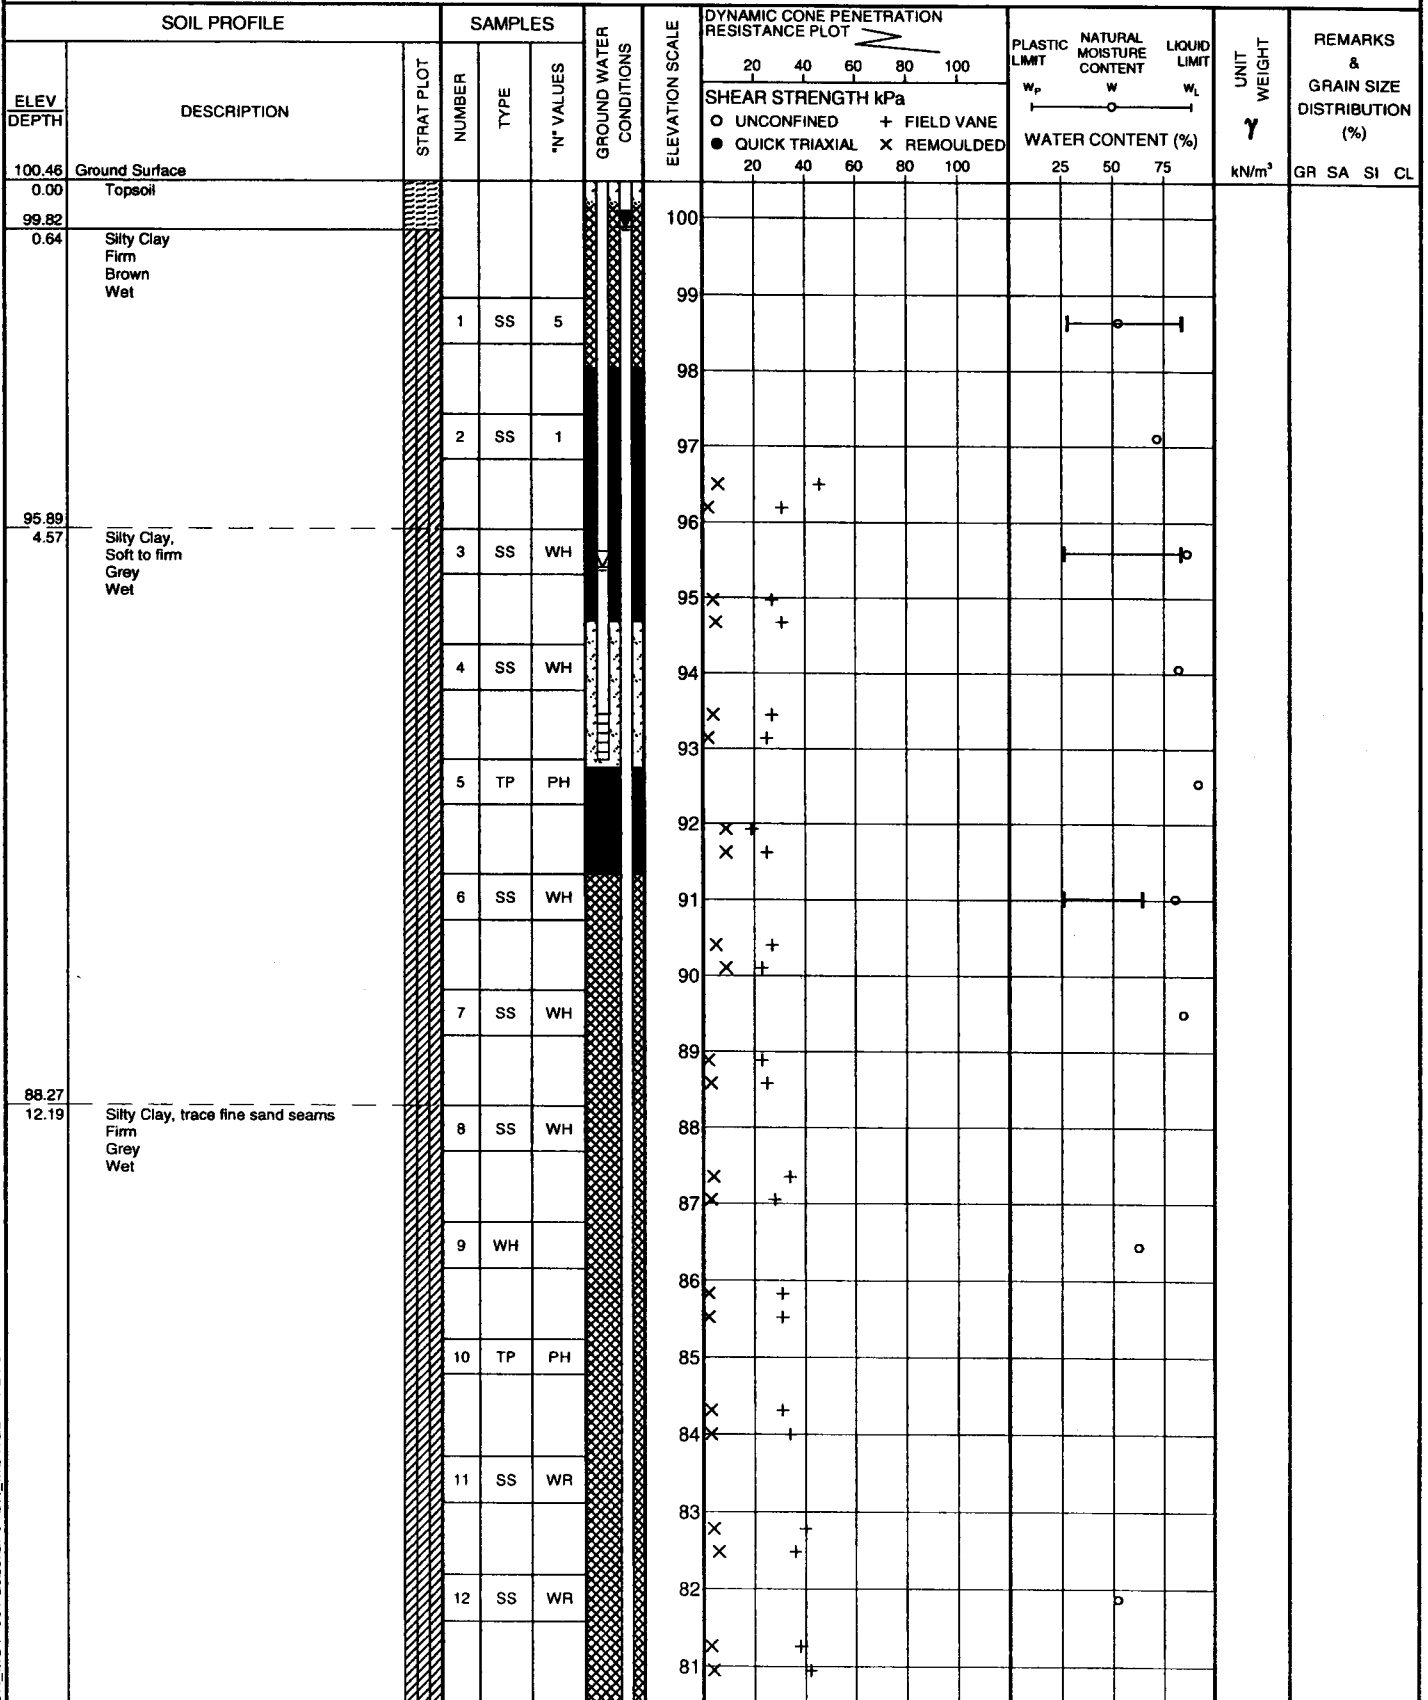 SOIL PROFILE
SAMPLES
GROUND WATER CONDITIONS
ELEVATION SCALE
DYNAMIC CONE PENETRATION
RESISTANCE PLOT
20 40 60 80 100
SHEAR STRENGTH kPa
O UNCONFINED + FIELD VANE
● QUICK TRIAXIAL × REMOULDED
20 40 60 80 100
PLASTIC LIMIT
NATURAL MOISTURE CONTENT
LIQUID LIMIT
WP W WL
WATER CONTENT (%)
25 50 75
UNIT WEIGHT
γ
kN/m³
REMARKS
&
GRAIN SIZE
DISTRIBUTION
(%)
GR SA SI CL
ELEV
DEPTH
DESCRIPTION
STRAT PLOT
NUMBER
TYPE
"N" VALUES
100.46 Ground Surface
0.00 Topsoil
99.82
0.64 Silty Clay
Firm
Brown
Wet
100
99
1 SS 5
98
2 SS 1
97
96
95.89
4.57 Silty Clay,
Soft to firm
Grey
Wet
3 SS WH
95
4 SS WH
94
93
5 TP PH
92
6 SS WH
91
90
7 SS WH
89
88.27
12.19 Silty Clay, trace fine sand seams
Firm
Grey
Wet
8 SS WH
88
87
9 WH
86
10 TP PH
85
84
11 SS WR
83
12 SS WR
82
81